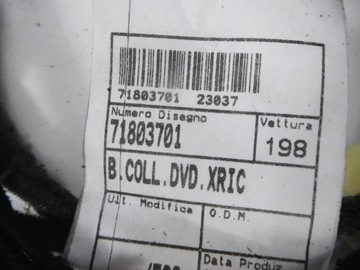 71803701 23037
Numero Disegno
71803701
Vettura
198
B.COLL.DVD.XRIC
Ult. Modifica
O.D.M.
Data Produz